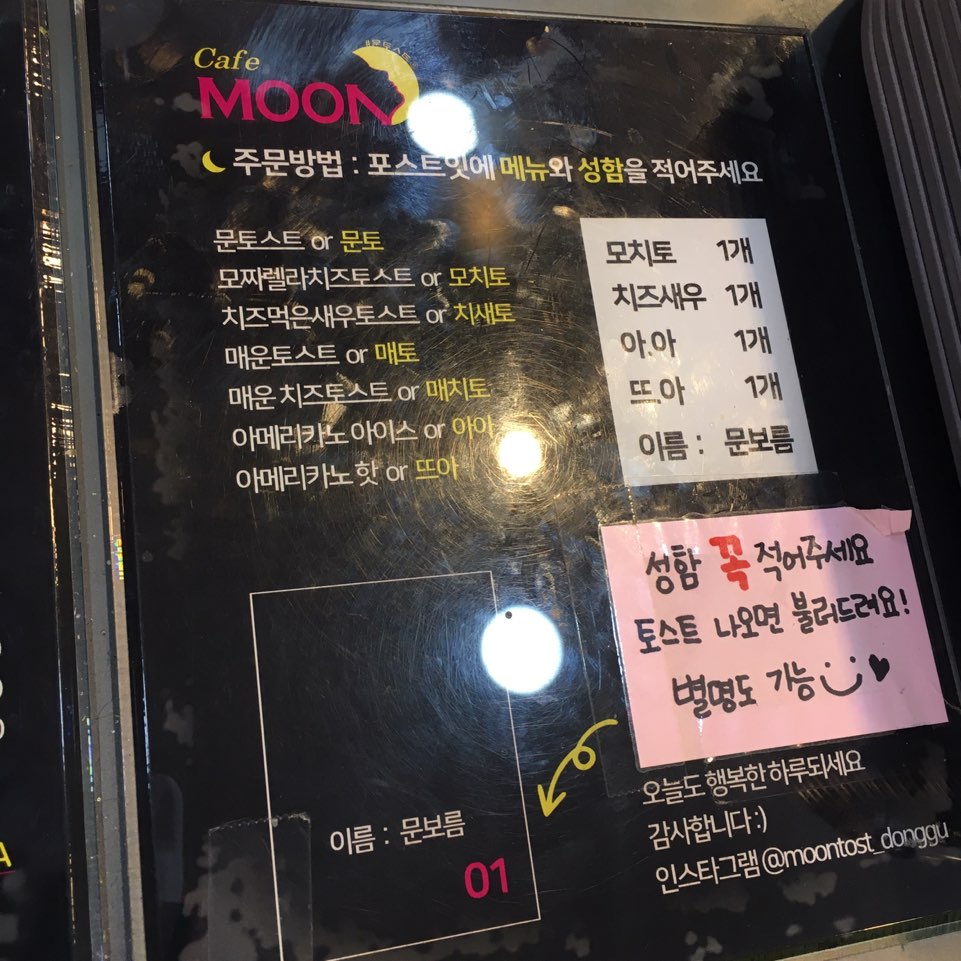 Cafe
MOON
주문방법 : 포스트잇에 메뉴와 성함을 적어주세요
문토스트 or 문토
모짜렐라치즈토스트 or 모치토
치즈먹은새우토스트 or 치새토
매운토스트 or 매토
매운 치즈토스트 or 매치토
아메리카노 아이스 or 아아
아메리카노 핫 or 뜨아
모치토 1개
치즈새우 1개
아.아 1개
뜨.아 1개
이름 : 문보름
성함 꼭 적어주세요
토스트 나오면 불러드려요!
별명도 가능
이름 : 문보름
01
오늘도 행복한 하루되세요
감사합니다 :)
인스타그램 @moontost_donggu
A